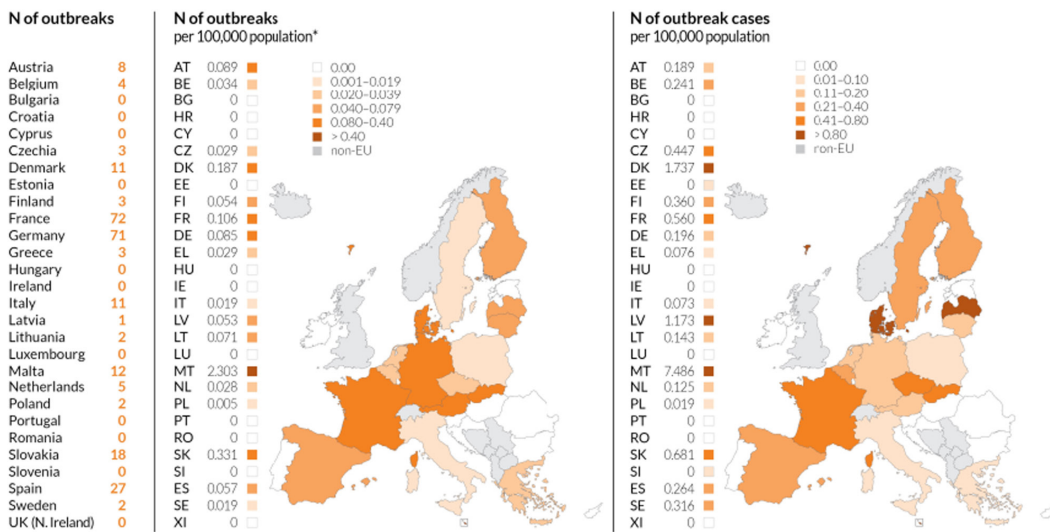 N of outbreaks
Austria 8
Belgium 4
Bulgaria 0
Croatia 0
Cyprus 0
Czechia 3
Denmark 11
Estonia 0
Finland 3
France 72
Germany 71
Greece 3
Hungary 0
Ireland 0
Italy 11
Latvia 1
Lithuania 2
Luxembourg 0
Malta 12
Netherlands 5
Poland 2
Portugal 0
Romania 0
Slovakia 18
Slovenia 0
Spain 27
Sweden 2
UK (N. Ireland) 0
N of outbreaks
per 100,000 population*
AT 0.089
BE 0.034
BG 0
HR 0
CY 0
CZ 0.029
DK 0.187
EE 0
FI 0.054
FR 0.106
DE 0.085
EL 0.029
HU 0
IE 0
IT 0.019
LV 0.053
LT 0.071
LU 0
MT 2.303
NL 0.028
PL 0.005
PT 0
RO 0
SK 0.331
SI 0
ES 0.057
SE 0.019
XI 0
0.00
0.001–0.019
0.020–0.039
0.040–0.079
0.080–0.40
> 0.40
non-EU
N of outbreak cases
per 100,000 population
AT 0.189
BE 0.241
BG 0
HR 0
CY 0
CZ 0.447
DK 1.737
EE 0
FI 0.360
FR 0.560
DE 0.196
EL 0.076
HU 0
IE 0
IT 0.073
LV 1.173
LT 0.143
LU 0
MT 7.486
NL 0.125
PL 0.019
PT 0
RO 0
SK 0.681
SI 0
ES 0.264
SE 0.316
XI 0
0.00
0.01–0.10
0.11–0.20
0.21–0.40
0.41–0.80
> 0.80
non-EU